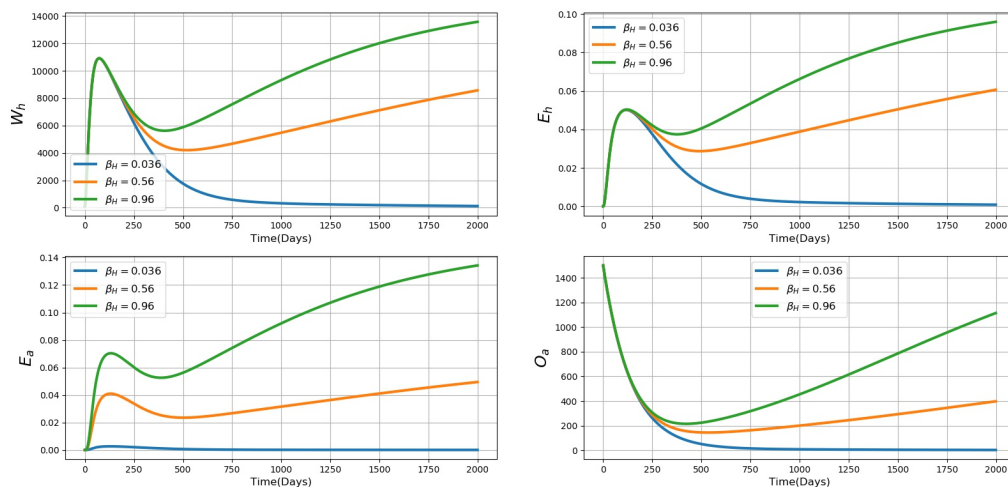 W_h
14000
12000
10000
8000
6000
4000
2000
0
β_H = 0.036
β_H = 0.56
β_H = 0.96
0 250 500 750 1000 1250 1500 1750 2000
Time(Days)
E_h
0.10
0.08
0.06
0.04
0.02
0.00
β_H = 0.036
β_H = 0.56
β_H = 0.96
0 250 500 750 1000 1250 1500 1750 2000
Time(Days)
E_a
0.14
0.12
0.10
0.08
0.06
0.04
0.02
0.00
β_H = 0.036
β_H = 0.56
β_H = 0.96
0 250 500 750 1000 1250 1500 1750 2000
Time(Days)
O_a
1400
1200
1000
800
600
400
200
0
β_H = 0.036
β_H = 0.56
β_H = 0.96
0 250 500 750 1000 1250 1500 1750 2000
Time(Days)